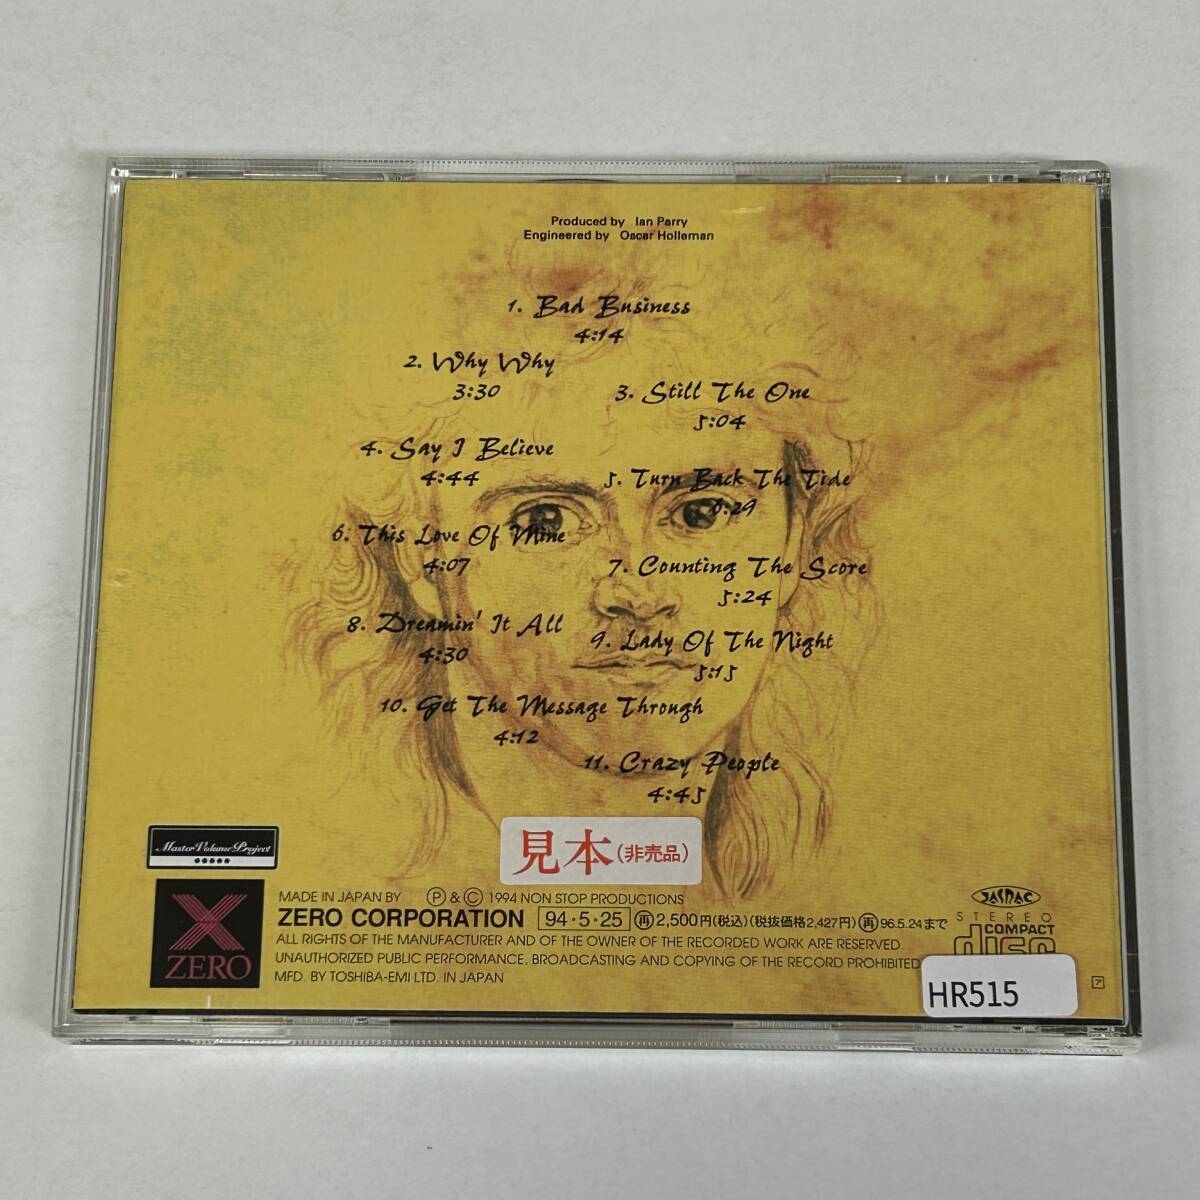 Produced by Ian Parry
Engineered by Oscar Holleman
1. Bad Business
4:14
2. Why Why
3:30
3. Still The One
5:04
4. Say I Believe
4:44
5. Turn Back The Tide
6:29
6. This Love Of Mine
4:07
7. Counting The Score
5:24
8. Dreamin' It All
4:30
9. Lady Of The Night
5:15
10. Get The Message Through
4:12
11. Crazy People
4:45
見本(非売品)
Master Volume Project
X
ZERO
MADE IN JAPAN BY Ⓟ & © 1994 NON STOP PRODUCTIONS
ZERO CORPORATION 94・5・25 再 2,500円(税込)(税抜価格2,427円) 再 96.5.24まで
ALL RIGHTS OF THE MANUFACTURER AND OF THE OWNER OF THE RECORDED WORK ARE RESERVED.
UNAUTHORIZED PUBLIC PERFORMANCE, BROADCASTING AND COPYING OF THE RECORD PROHIBITED
MFD. BY TOSHIBA-EMI LTD. IN JAPAN
JASRAC
STEREO
COMPACT
disc
HR515
ア